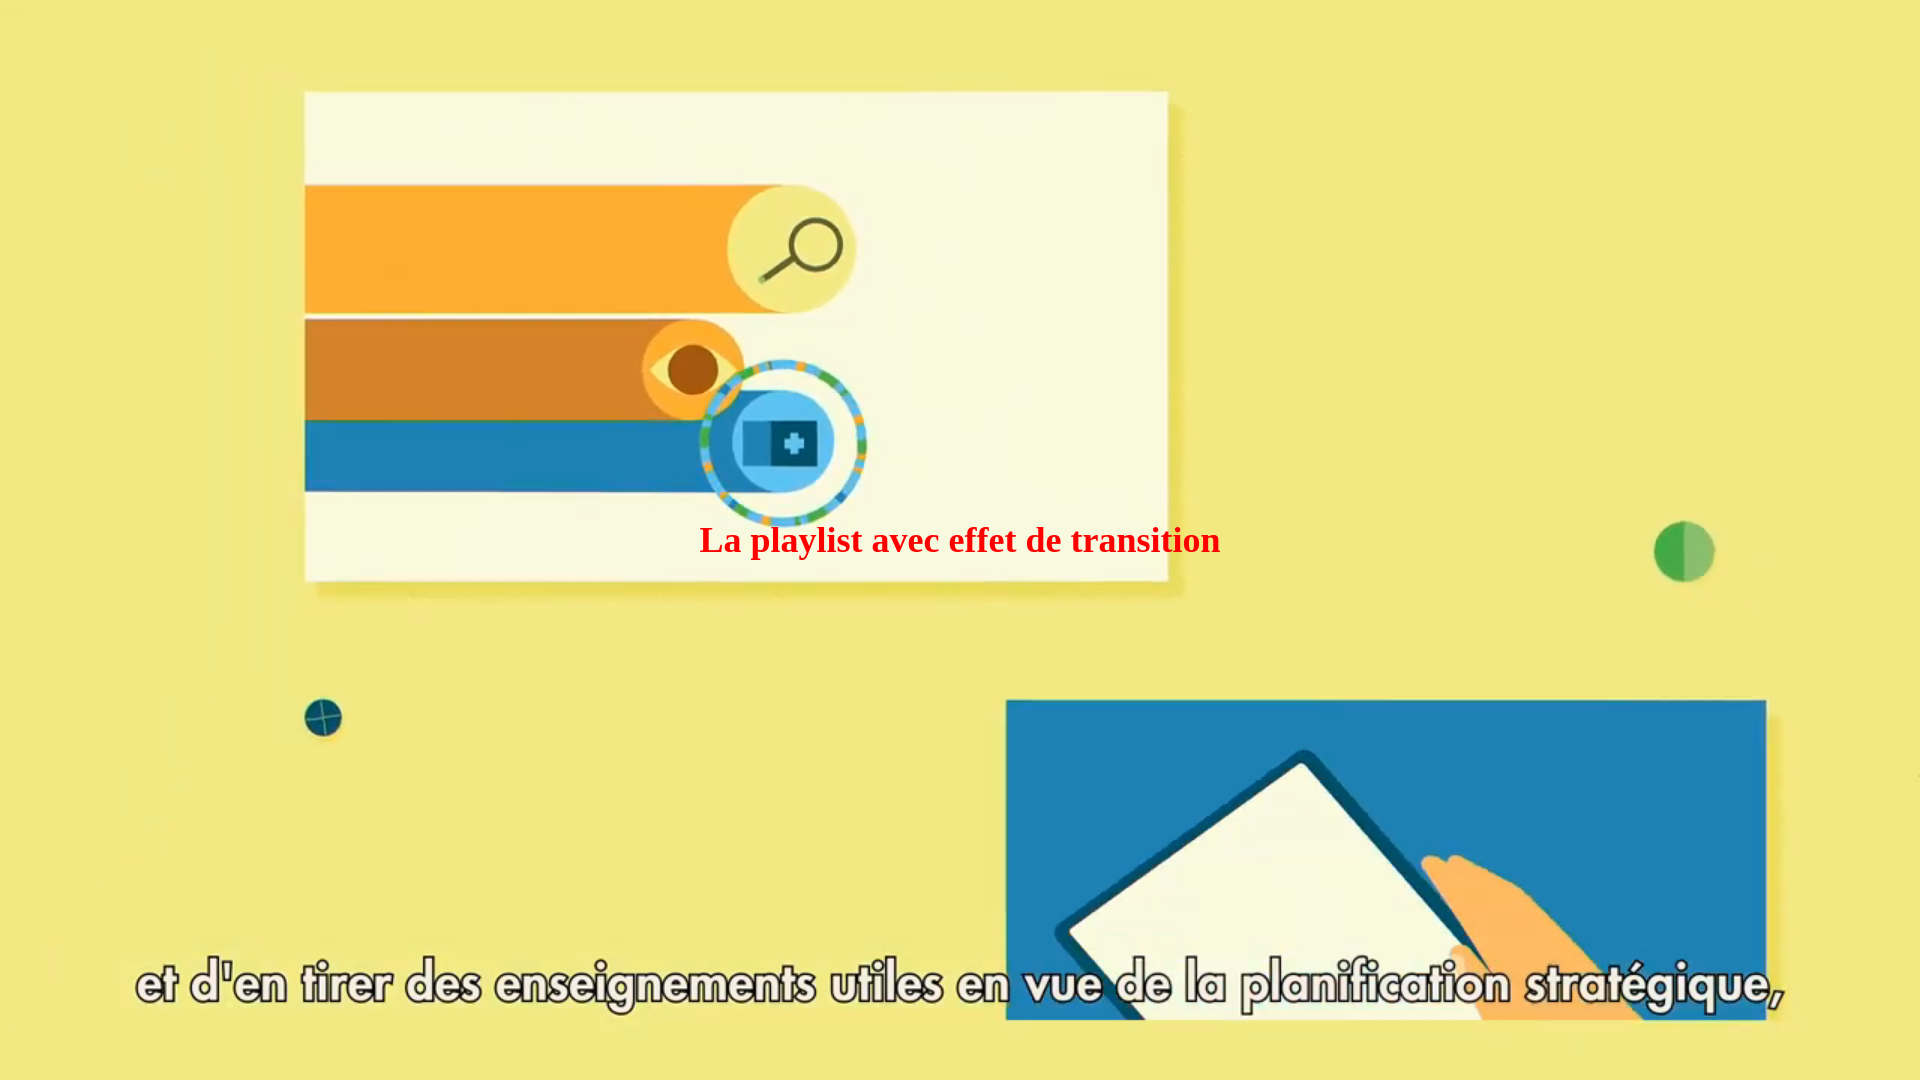 La playlist avec effet de transition
et d'en tirer des enseignements utiles en vue de la planification stratégique,